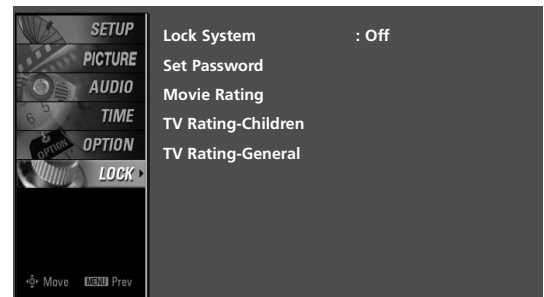 SETUP
PICTURE
AUDIO
TIME
OPTION
LOCK
Move MENU Prev
Lock System : Off
Set Password
Movie Rating
TV Rating-Children
TV Rating-General